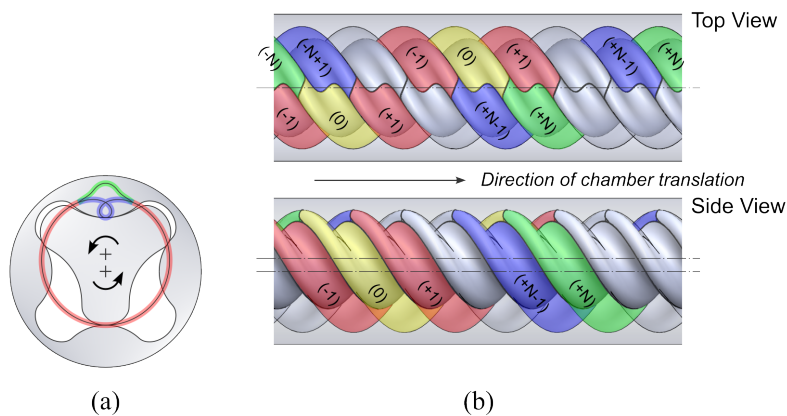 Top View
(-N) (-N+1) (-1) (0) (+1) (+N-1) (+N)
(-1) (0) (+1) (+N-1) (+N)
Direction of chamber translation
Side View
(-1) (0) (+1) (+N-1) (+N)
(a) (b)